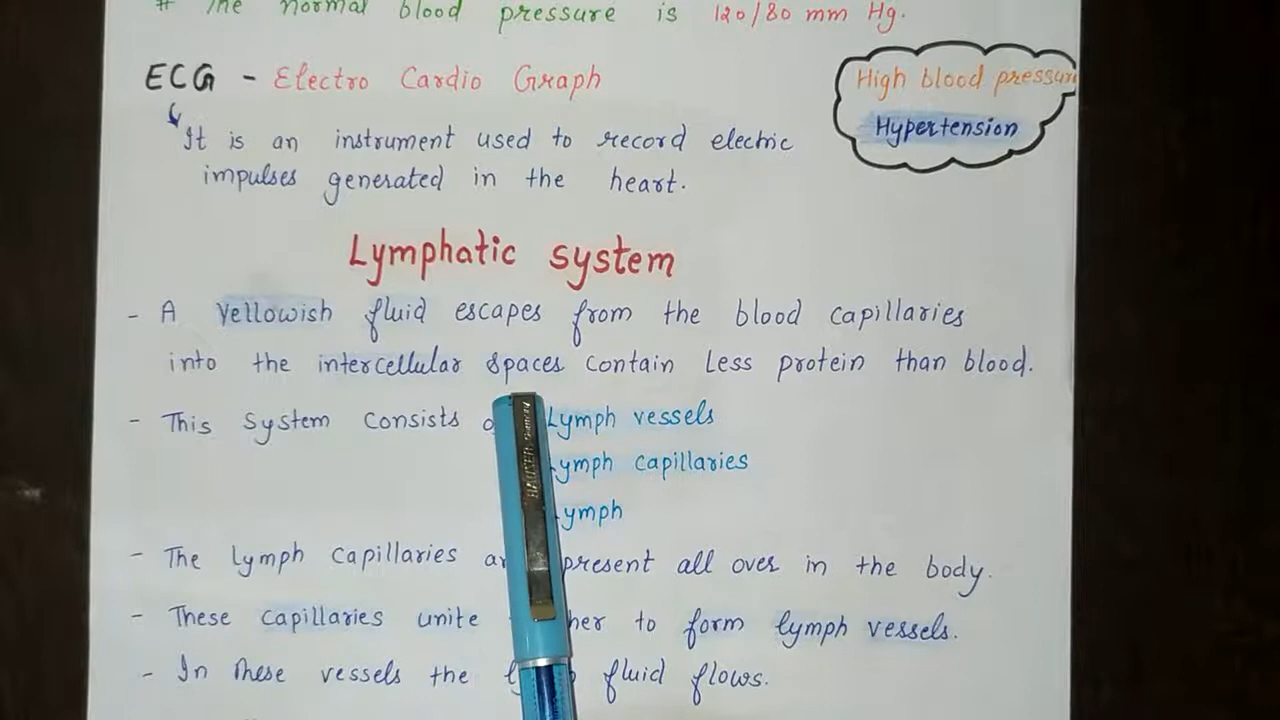 # The normal blood pressure is 120/80 mm Hg.
ECG - Electro Cardio Graph
High blood pressure
Hypertension
It is an instrument used to record electric
impulses generated in the heart.
Lymphatic system
- A Yellowish fluid escapes from the blood capillaries
into the intercellular spaces contain Less protein than blood.
- This System consists Lymph vessels
Lymph capillaries
Lymph
- The lymph capillaries present all over in the body.
- These capillaries unite to form lymph vessels.
- In these vessels the fluid flows.